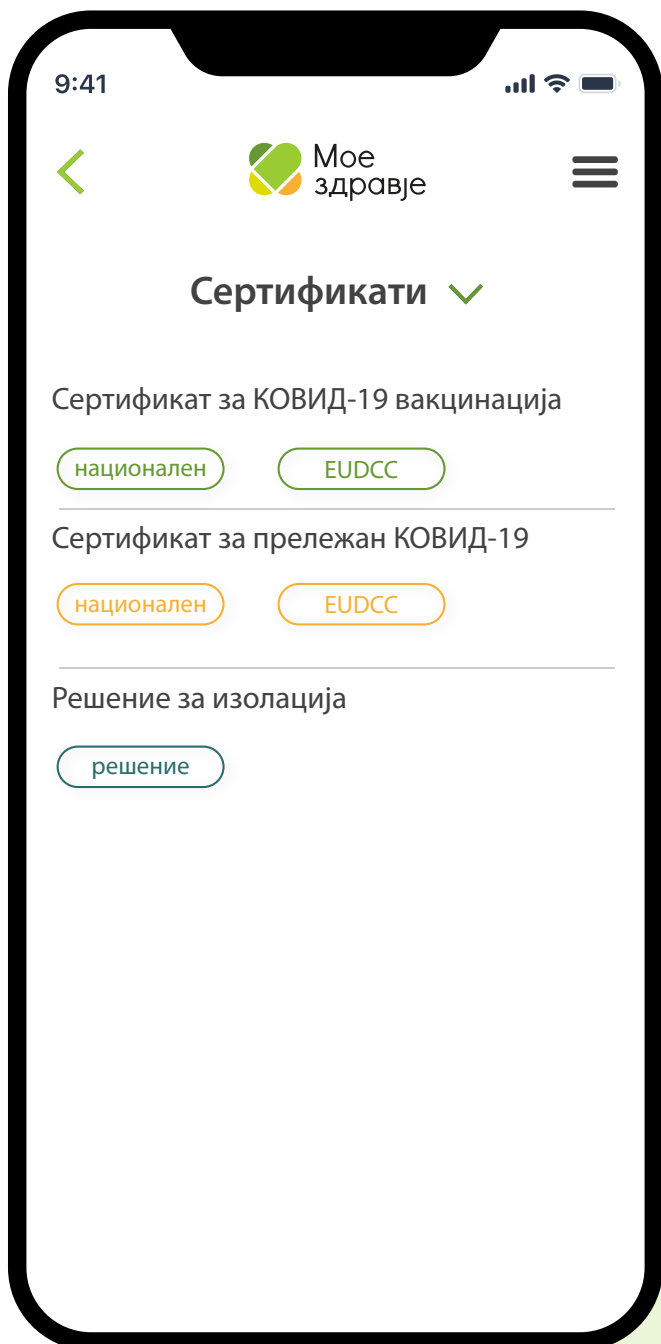 9:41
Мое
здравје
Сертификати
Сертификат за КОВИД-19 вакцинација
национален EUDCC
Сертификат за прележан КОВИД-19
национален EUDCC
Решение за изолација
решение